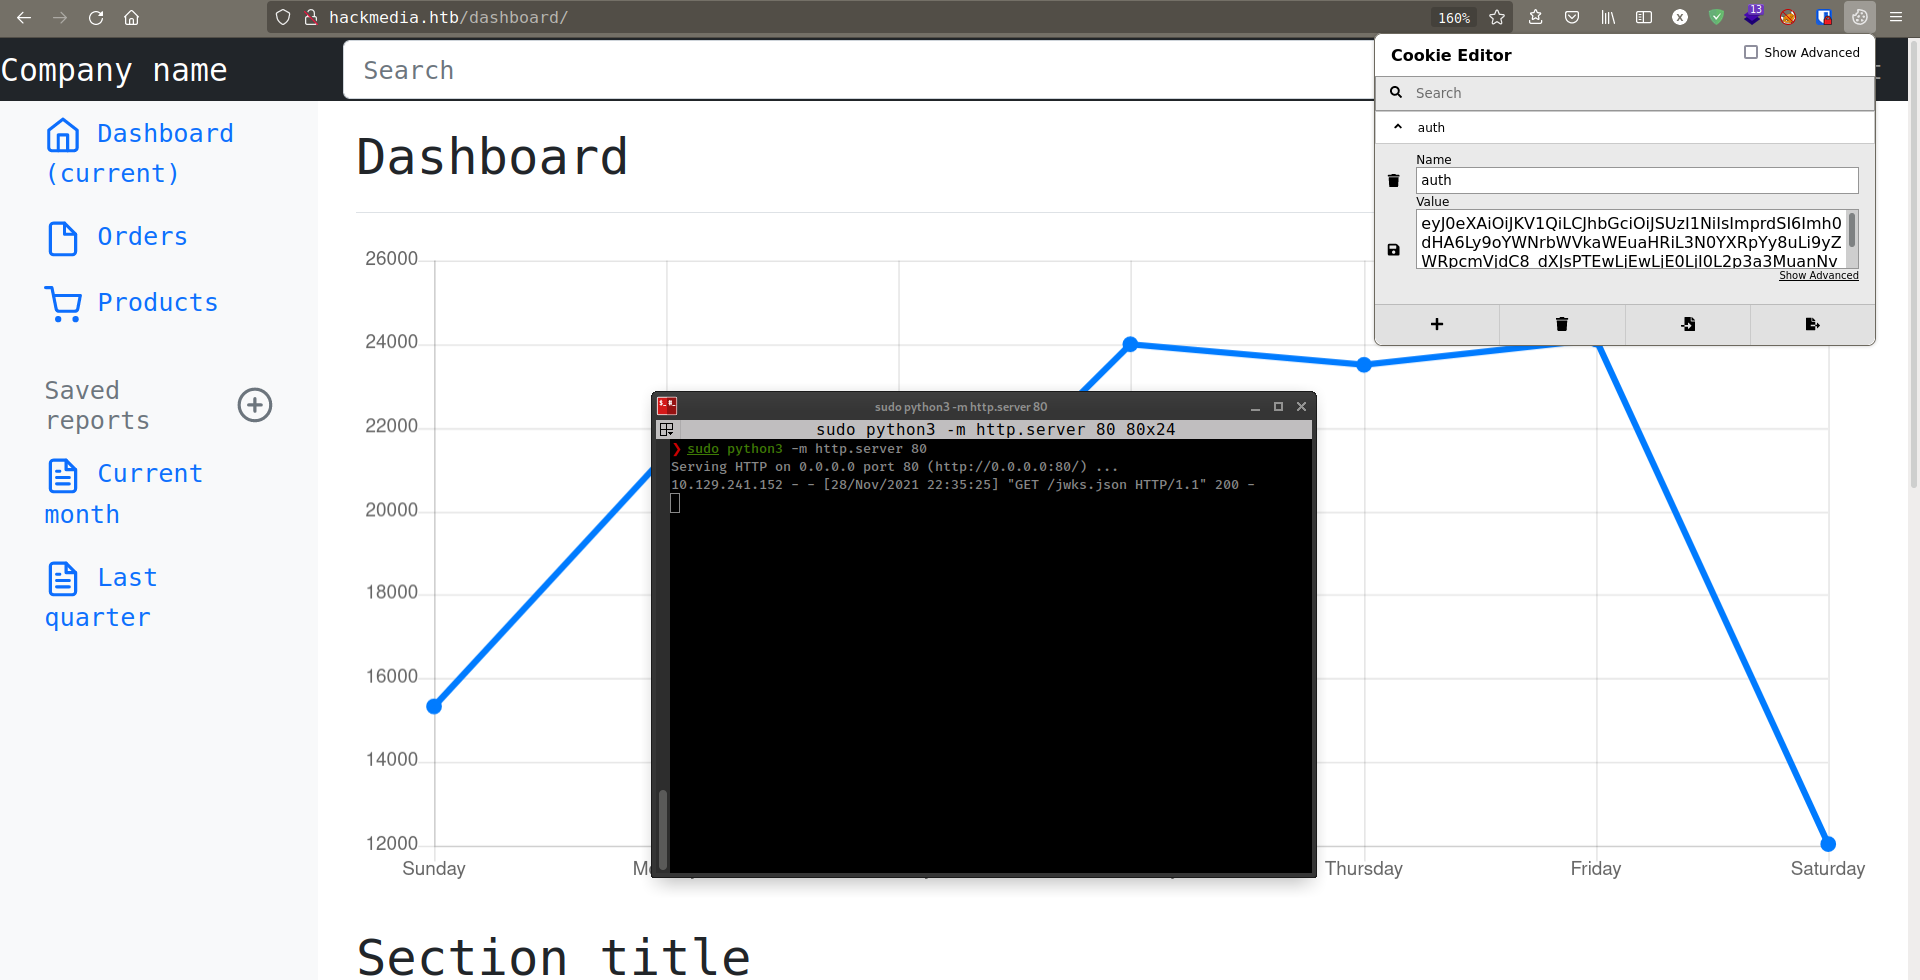 160%
13
hackmedia.htb/dashboard/
Company name
Search
Dashboard
(current)
Orders
Products
Saved
reports
Current
month
Last
quarter
Dashboard
26000
24000
22000
20000
18000
16000
14000
12000
Sunday
Thursday
Friday
Saturday
Section title
Cookie Editor
Show Advanced
Search
auth
Name
auth
Value
Show Advanced
sudo python3 -m http.server 80
sudo python3 -m http.server 80 80x24
❯ sudo python3 -m http.server 80
Serving HTTP on 0.0.0.0 port 80 (http://0.0.0.0:80/) ...
10.129.241.152 - - [28/Nov/2021 22:35:25] "GET /jwks.json HTTP/1.1" 200 -